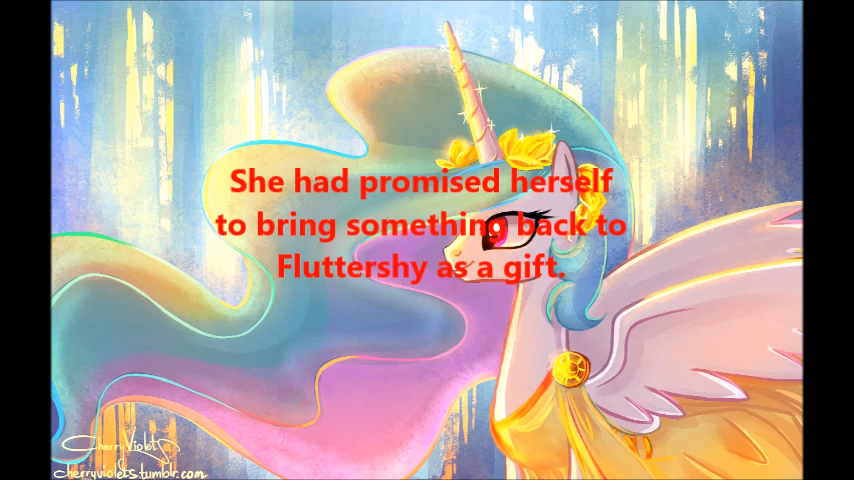 She had promised herself
to bring something back to
Fluttershy as a gift.
CherryViolets
cherryviolets.tumblr.com